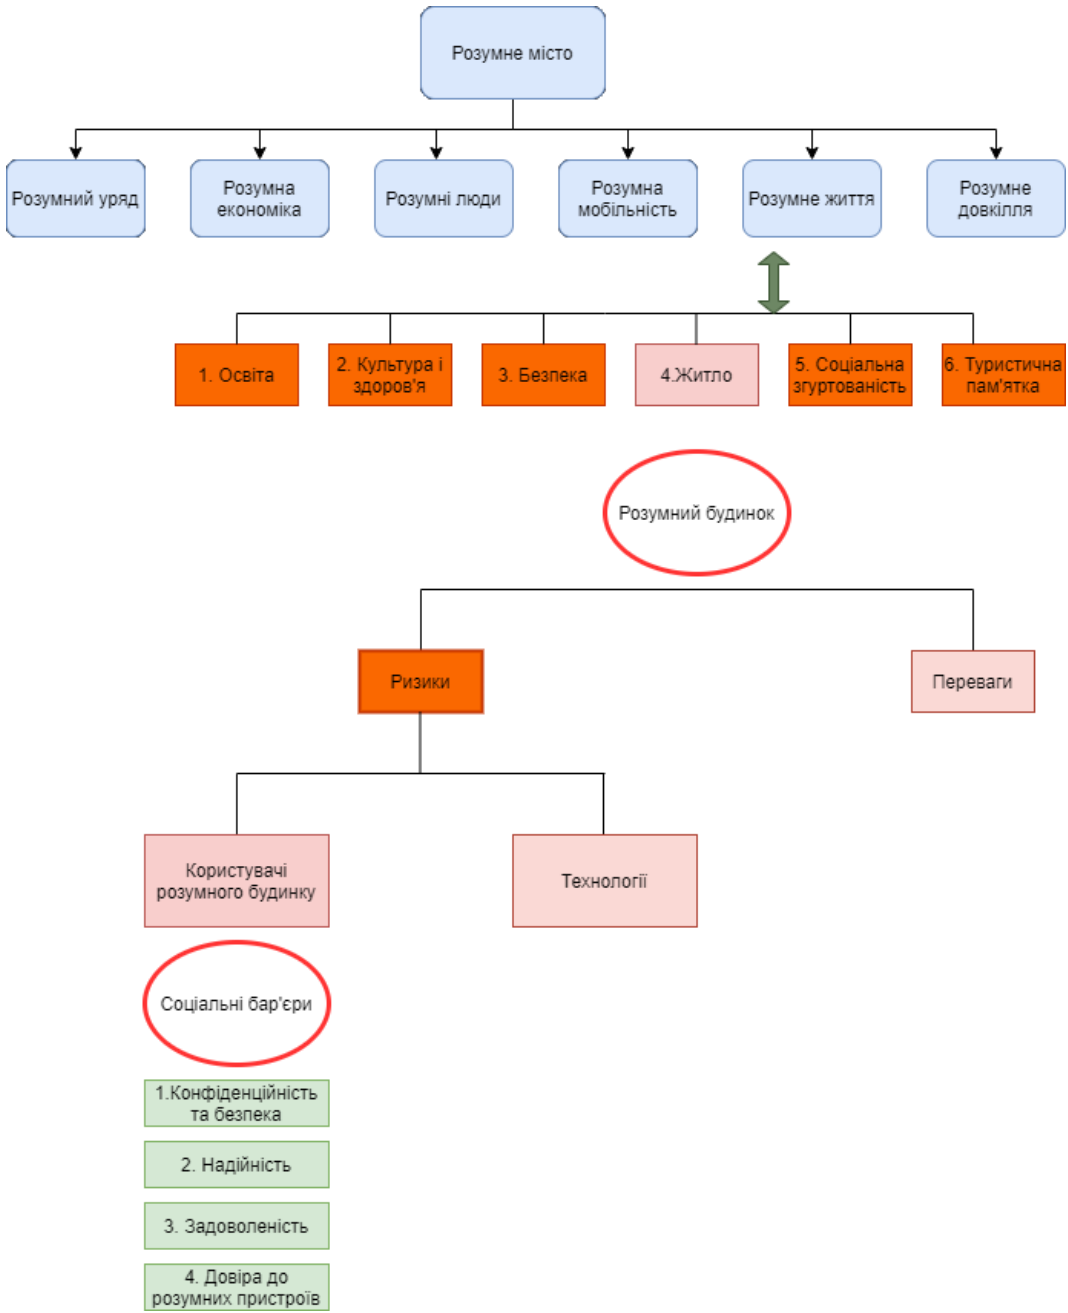 Розумне місто
Розумний уряд
Розумна
економіка
Розумні люди
Розумна
мобільність
Розумне життя
Розумне
довкілля
1. Освіта
2. Культура і
здоров'я
3. Безпека
4.Житло
5. Соціальна
згуртованість
6. Туристична
пам'ятка
Розумний будинок
Ризики
Переваги
Користувачі
розумного будинку
Технології
Соціальні бар'єри
1.Конфіденційність
та безпека
2. Надійність
3. Задоволеність
4. Довіра до
розумних пристроїв